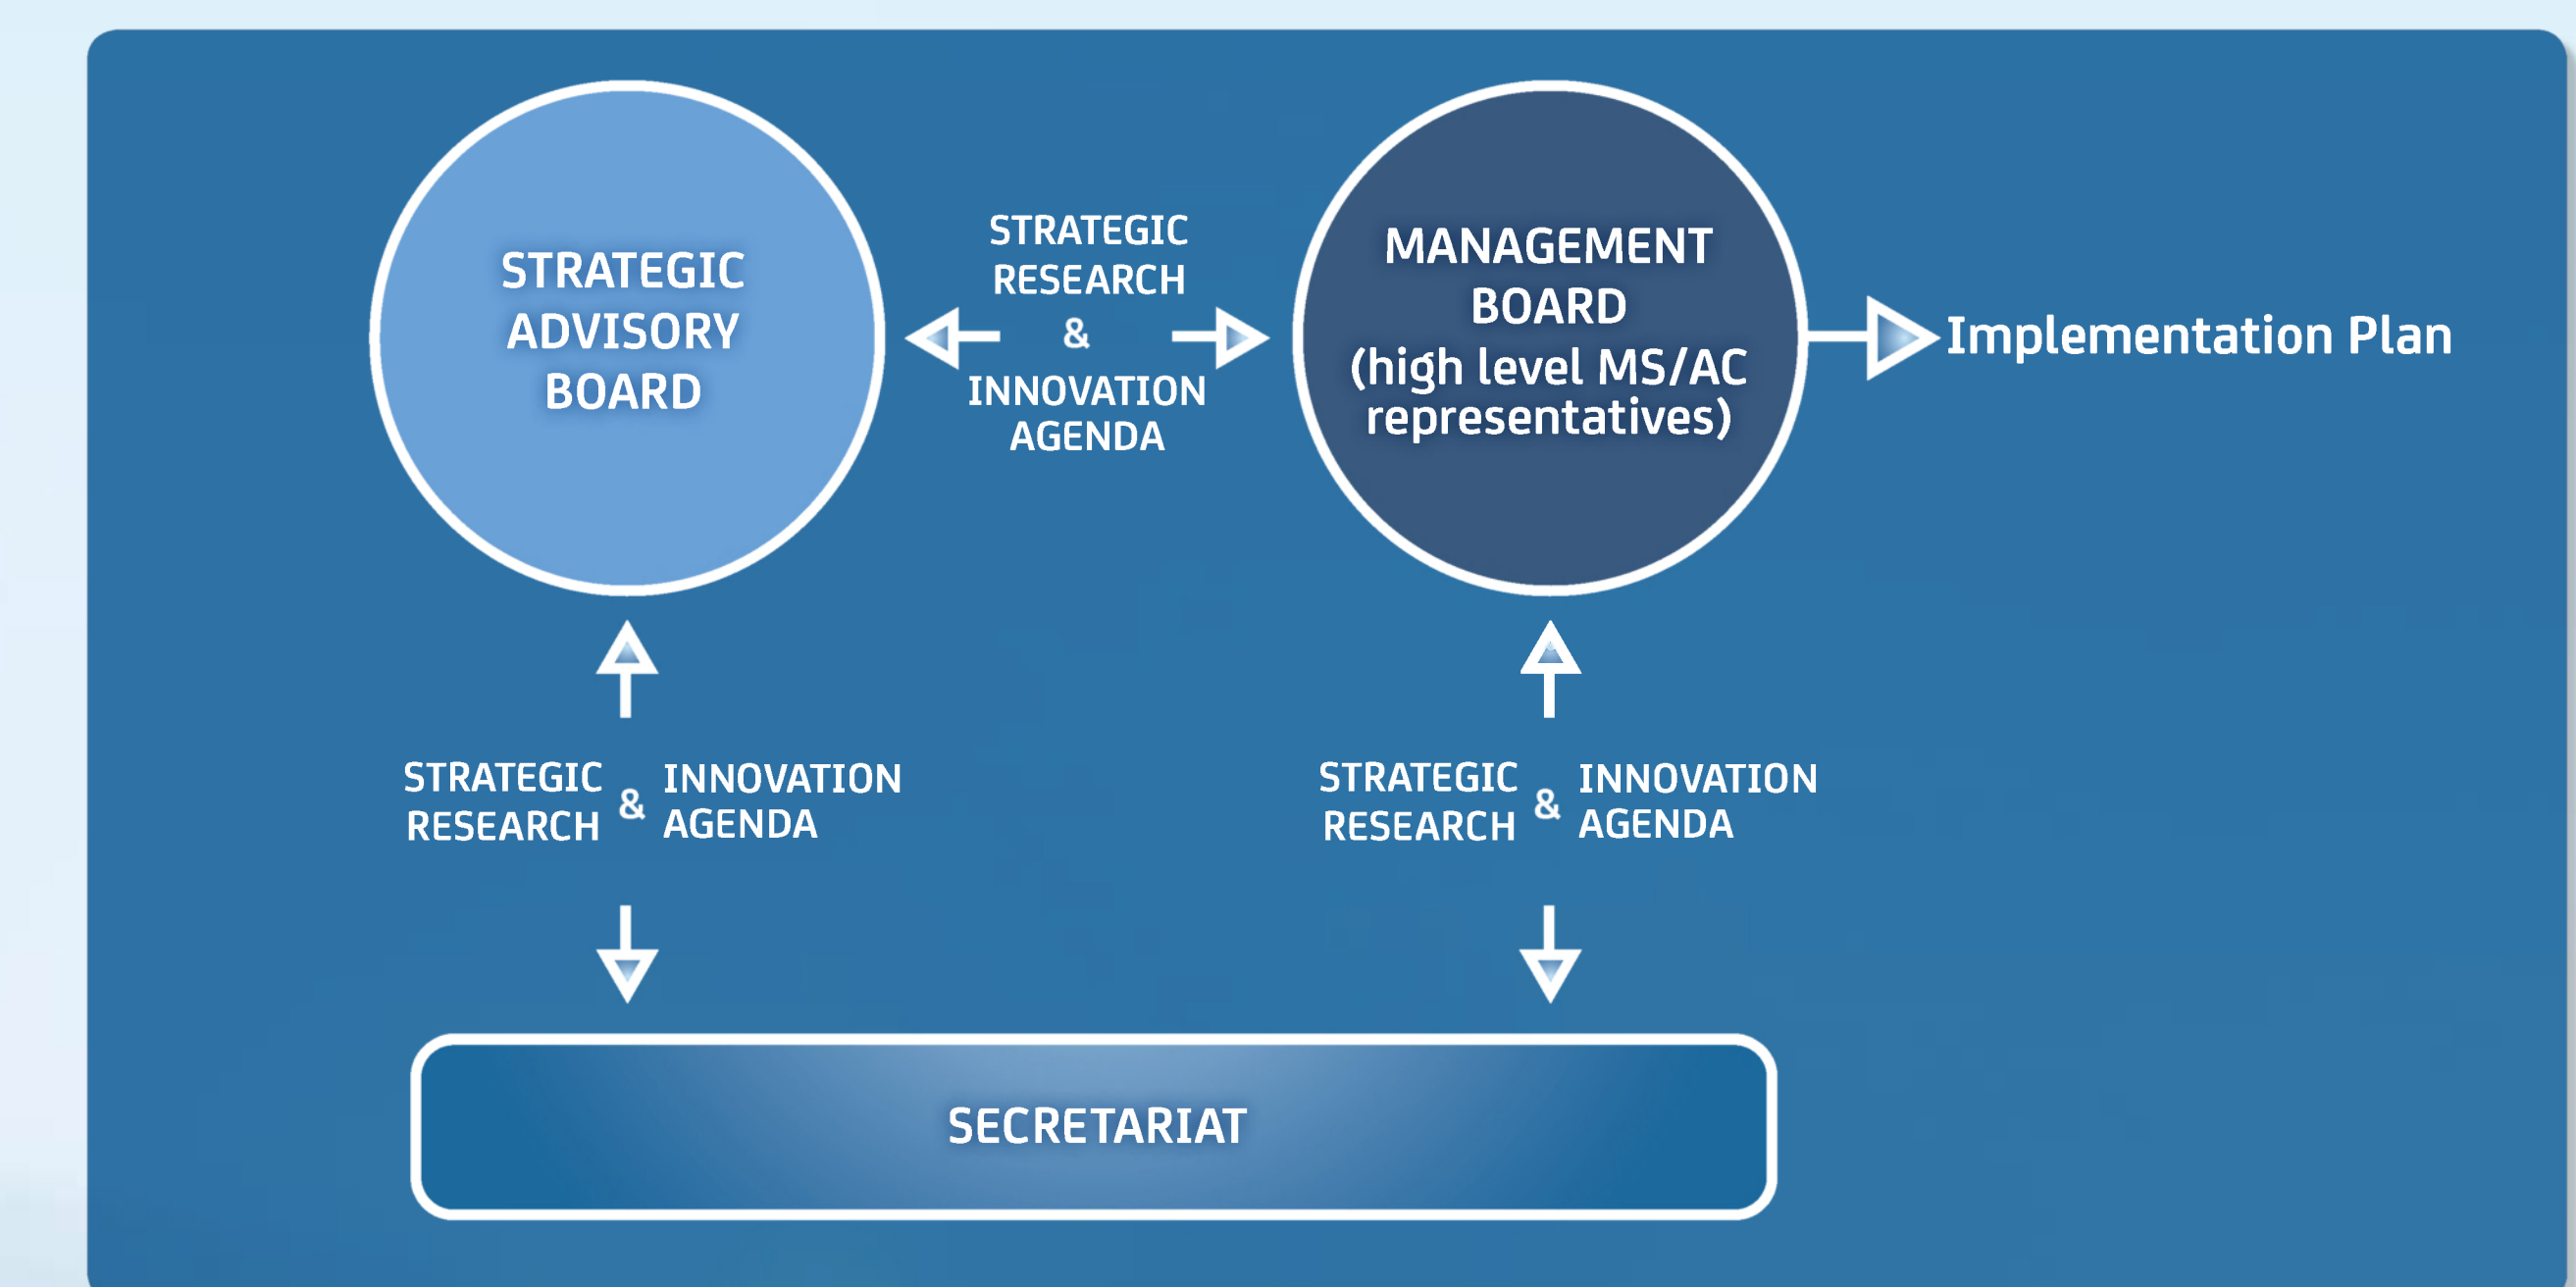 STRATEGIC
ADVISORY
BOARD
STRATEGIC
RESEARCH
&
INNOVATION
AGENDA
MANAGEMENT
BOARD
(high level MS/AC
representatives)
Implementation Plan
STRATEGIC
RESEARCH
&
INNOVATION
AGENDA
STRATEGIC
RESEARCH
&
INNOVATION
AGENDA
SECRETARIAT